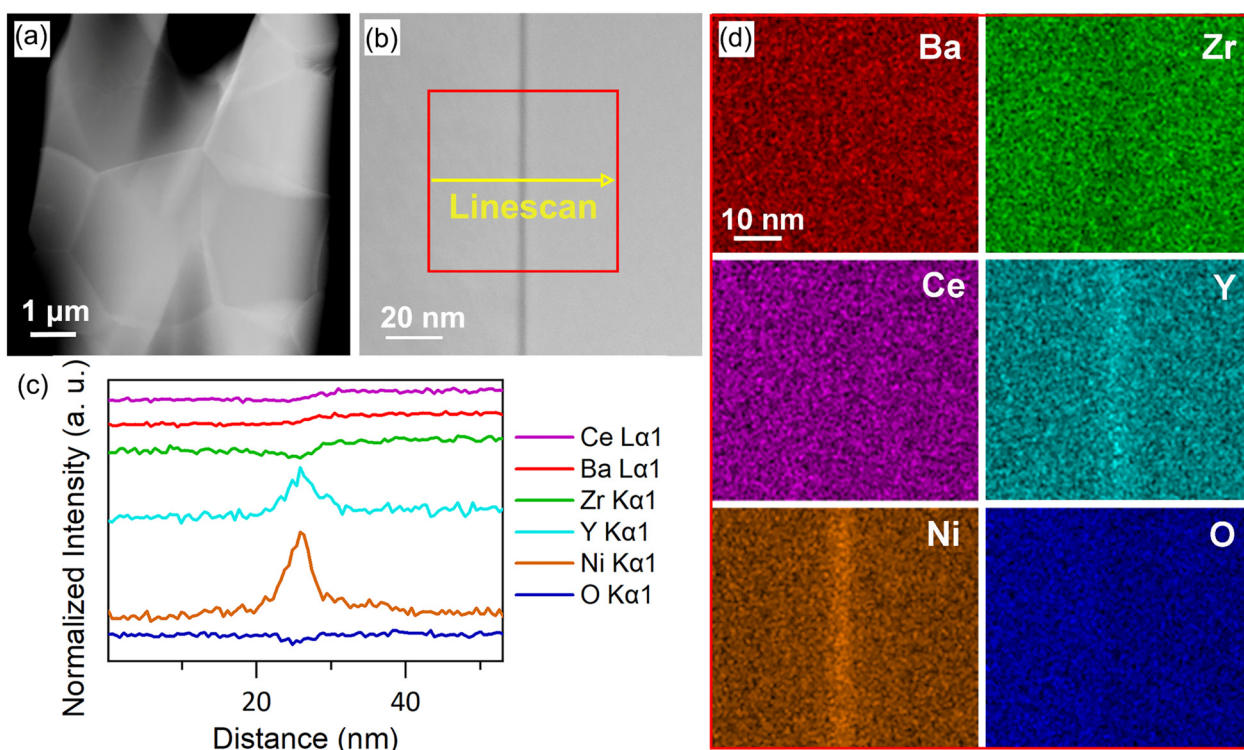 (a)
1 µm
(b)
Linescan
20 nm
(c)
Normalized Intensity (a. u.)
20
40
Distance (nm)
Ce Lα1
Ba Lα1
Zr Kα1
Y Kα1
Ni Kα1
O Kα1
(d)
Ba
10 nm
Zr
Ce
Y
Ni
O